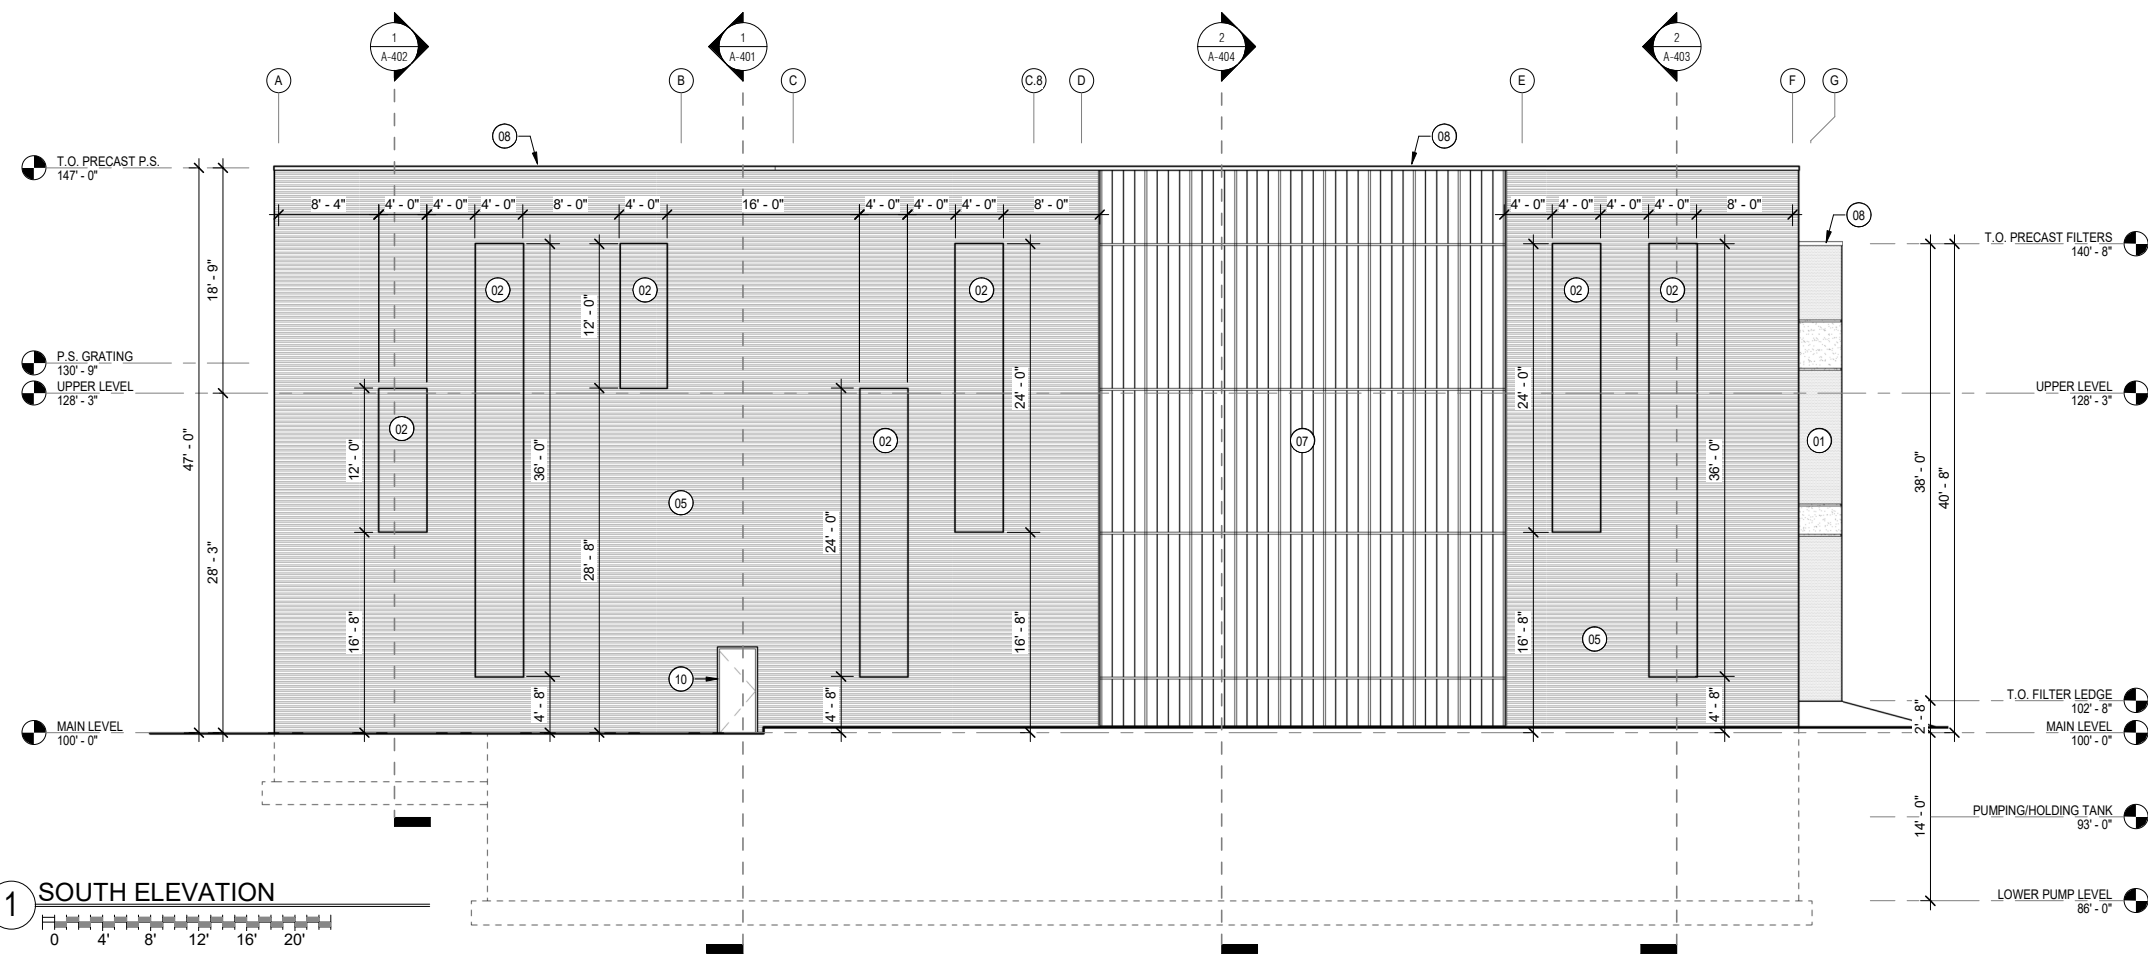 1
A-402
1
A-401
2
A-404
2
A-403
A
B
C
C.8
D
E
F
G
08
08
T.O. PRECAST P.S.
147' - 0"
8' - 4"
4' - 0"
4' - 0"
4' - 0"
8' - 0"
4' - 0"
16' - 0"
4' - 0"
4' - 0"
4' - 0"
8' - 0"
4' - 0"
4' - 0"
4' - 0"
4' - 0"
8' - 0"
08
T.O. PRECAST FILTERS
140' - 8"
18' - 9"
02
02
02
02
02
12' - 0"
P.S. GRATING
130' - 9"
UPPER LEVEL
128' - 3"
UPPER LEVEL
128' - 3"
24' - 0"
24' - 0"
02
02
07
01
47' - 0"
12' - 0"
36' - 0"
36' - 0"
38' - 0"
40' - 8"
05
24' - 0"
28' - 3"
28' - 8"
16' - 8"
16' - 8"
16' - 8"
05
10
4' - 8"
4' - 8"
4' - 8"
T.O. FILTER LEDGE
102' - 8"
2' - 8"
MAIN LEVEL
100' - 0"
MAIN LEVEL
100' - 0"
PUMPING/HOLDING TANK
93' - 0"
14' - 0"
LOWER PUMP LEVEL
86' - 0"
1
SOUTH ELEVATION
0 4' 8' 12' 16' 20'